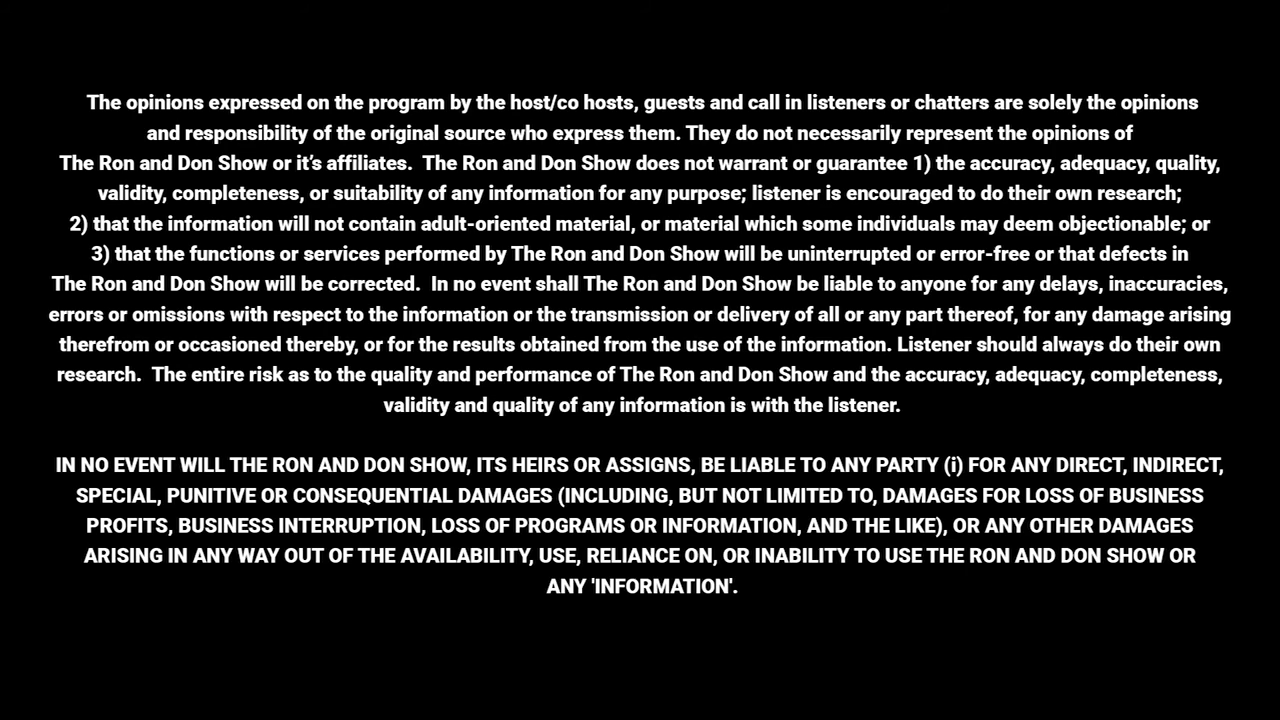 The opinions expressed on the program by the host/co hosts, guests and call in listeners or chatters are solely the opinions
and responsibility of the original source who express them. They do not necessarily represent the opinions of
The Ron and Don Show or it’s affiliates.  The Ron and Don Show does not warrant or guarantee 1) the accuracy, adequacy, quality,
validity, completeness, or suitability of any information for any purpose; listener is encouraged to do their own research;
2) that the information will not contain adult-oriented material, or material which some individuals may deem objectionable; or
3) that the functions or services performed by The Ron and Don Show will be uninterrupted or error-free or that defects in
The Ron and Don Show will be corrected.  In no event shall The Ron and Don Show be liable to anyone for any delays, inaccuracies,
errors or omissions with respect to the information or the transmission or delivery of all or any part thereof, for any damage arising
therefrom or occasioned thereby, or for the results obtained from the use of the information. Listener should always do their own
research.  The entire risk as to the quality and performance of The Ron and Don Show and the accuracy, adequacy, completeness,
validity and quality of any information is with the listener.
IN NO EVENT WILL THE RON AND DON SHOW, ITS HEIRS OR ASSIGNS, BE LIABLE TO ANY PARTY (i) FOR ANY DIRECT, INDIRECT,
SPECIAL, PUNITIVE OR CONSEQUENTIAL DAMAGES (INCLUDING, BUT NOT LIMITED TO, DAMAGES FOR LOSS OF BUSINESS
PROFITS, BUSINESS INTERRUPTION, LOSS OF PROGRAMS OR INFORMATION, AND THE LIKE), OR ANY OTHER DAMAGES
ARISING IN ANY WAY OUT OF THE AVAILABILITY, USE, RELIANCE ON, OR INABILITY TO USE THE RON AND DON SHOW OR
ANY 'INFORMATION'.